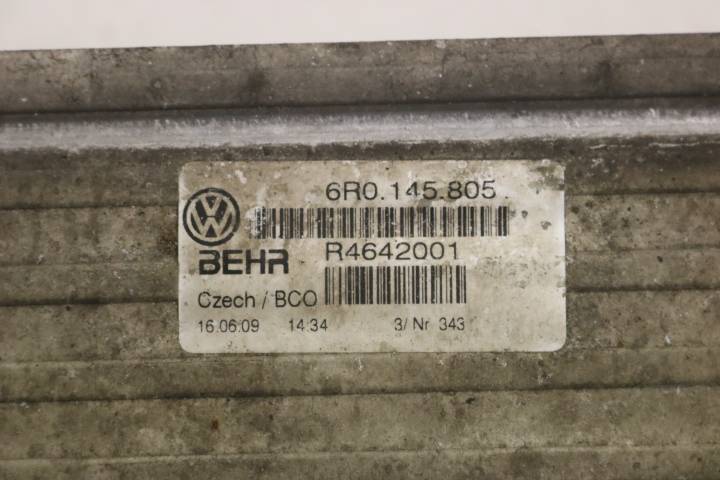 6R0.145.805
BEHR R4642001
Czech / BCO
16.06.09 14:34 3/ Nr 343